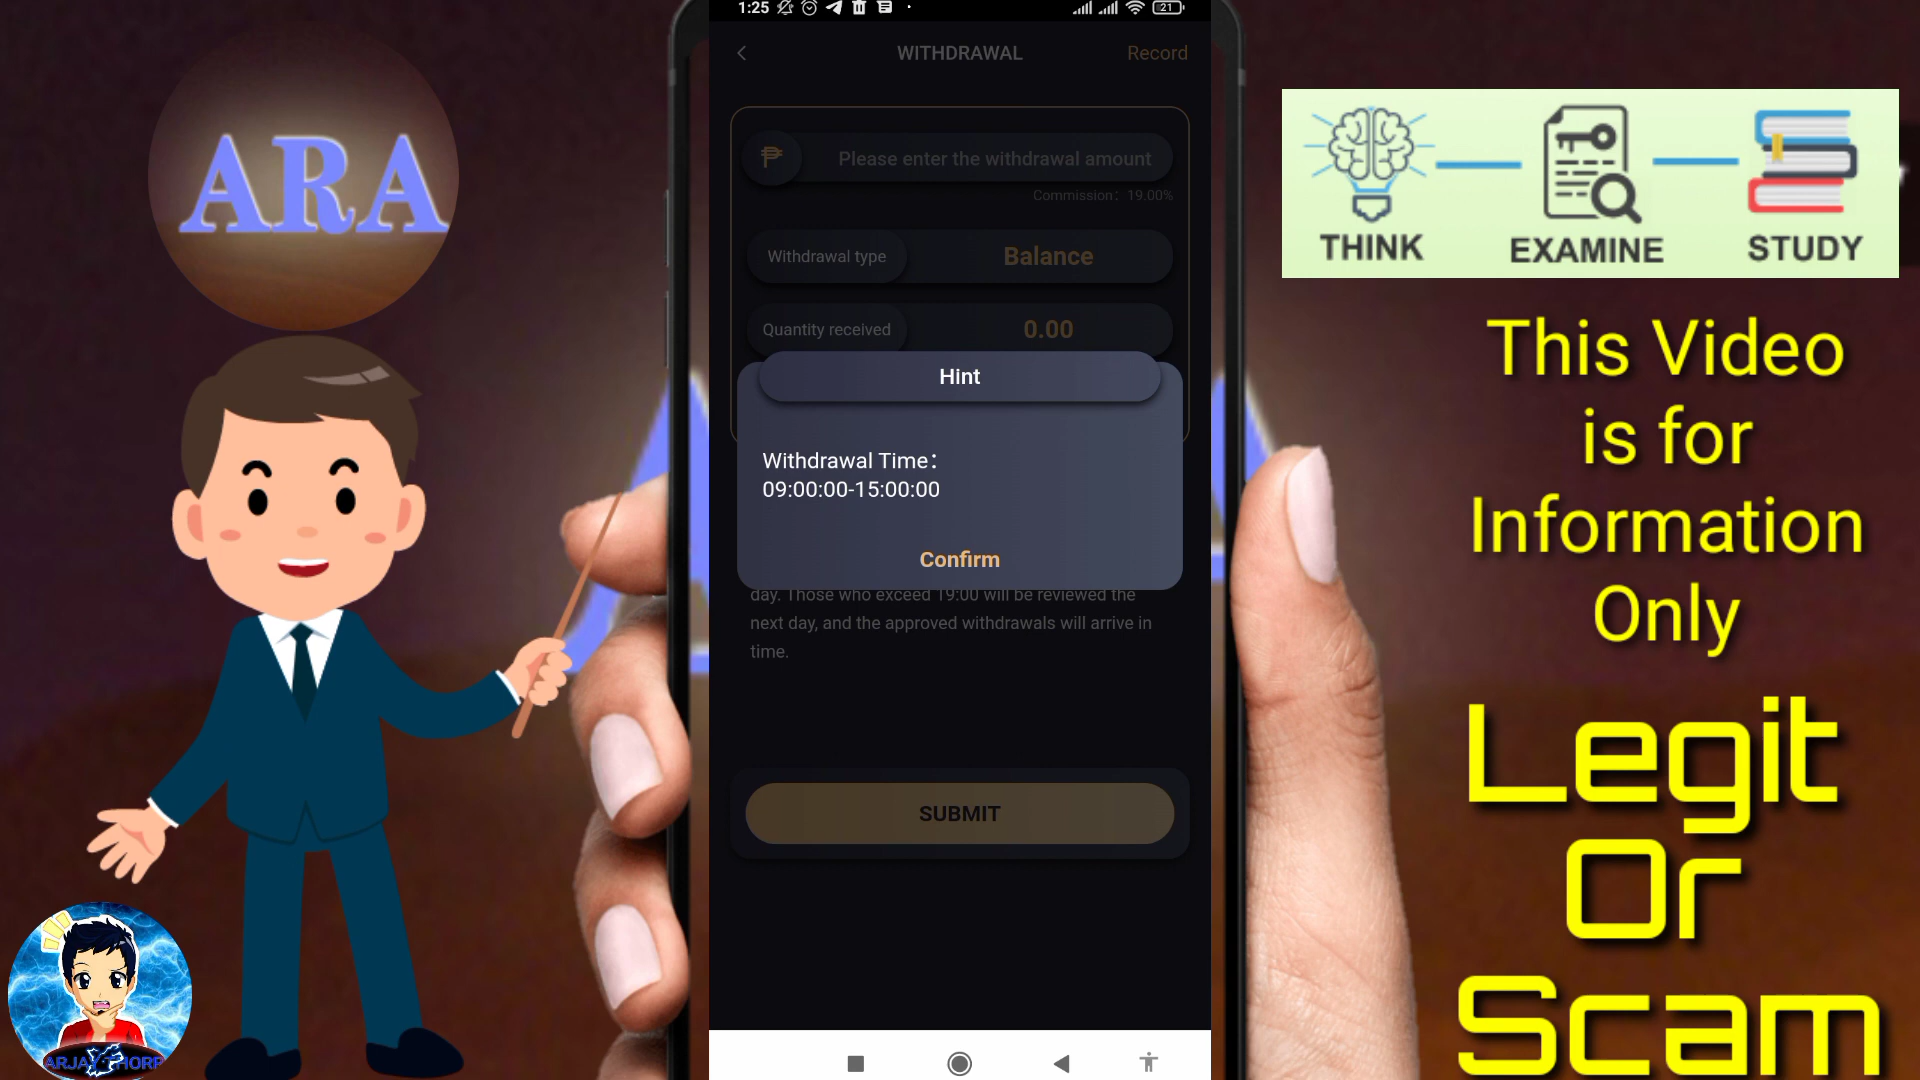 ARA
1:25
21
WITHDRAWAL
Record
₱
Please enter the withdrawal amount
Commission: 19.00%
Withdrawal type
Balance
Quantity received
0.00
Hint
Withdrawal Time:
09:00:00-15:00:00
Confirm
day. Those who exceed 19:00 will be reviewed the
next day, and the approved withdrawals will arrive in
time.
SUBMIT
THINK
EXAMINE
STUDY
This Video
is for
Information
Only
Legit
Or
Scam
ARJAY THORP